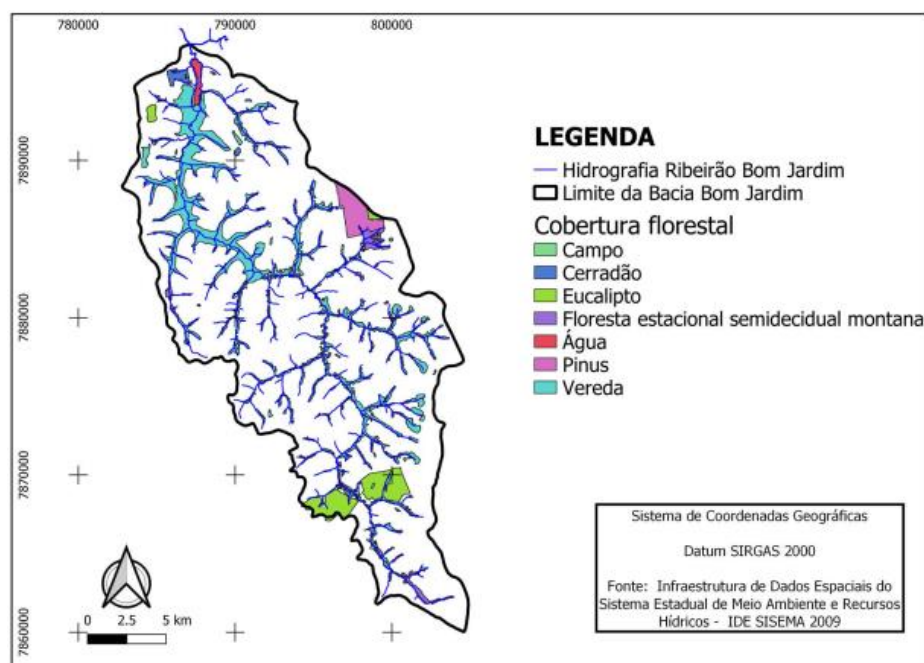 780000
790000
800000
7890000
7880000
7870000
7860000
LEGENDA
Hidrografia Ribeirão Bom Jardim
Limite da Bacia Bom Jardim
Cobertura florestal
Campo
Cerradão
Eucalipto
Floresta estacional semidecidual montana
Água
Pinus
Vereda
Sistema de Coordenadas Geográficas
Datum SIRGAS 2000
Fonte: Infraestrutura de Dados Espaciais do
Sistema Estadual de Meio Ambiente e Recursos
Hídricos - IDE SISEMA 2009
0 2.5 5 km